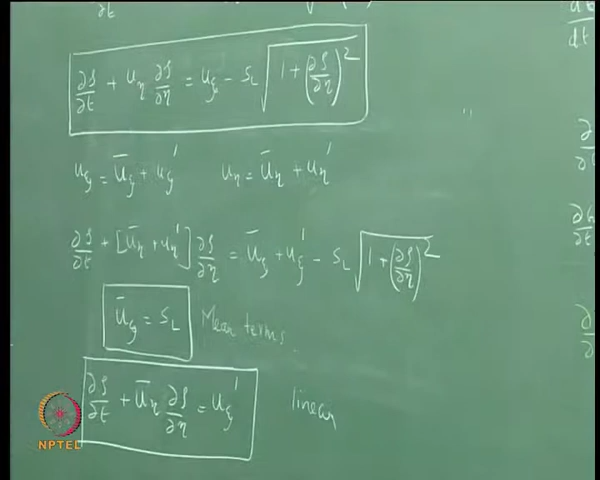 ∂t
∂ρ/∂t + u_η ∂ρ/∂η = u_ξ − S_L √(1 + (∂ρ/∂η)²)
u_ξ = ū_ξ + u_ξ′   u_η = ū_η + u_η′
∂ρ/∂t + [ū_η + u_η′] ∂ρ/∂η = ū_ξ + u_ξ′ − S_L √(1 + (∂ρ/∂η)²)
ū_ξ = S_L   Mean terms
∂ρ/∂t + ū_η ∂ρ/∂η = u_ξ′   linear
NPTEL